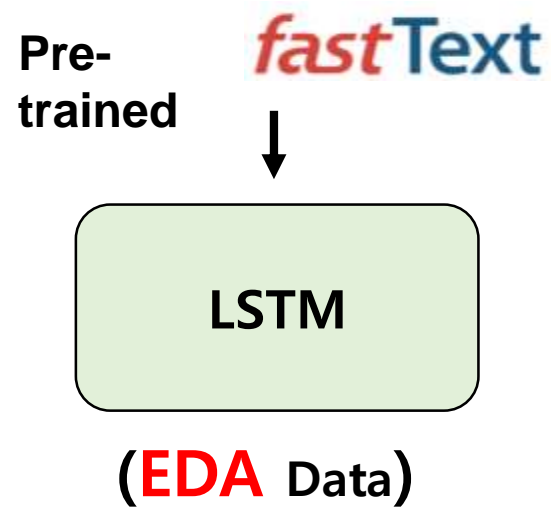 Pre-
trained
fastText
LSTM
(EDA Data)